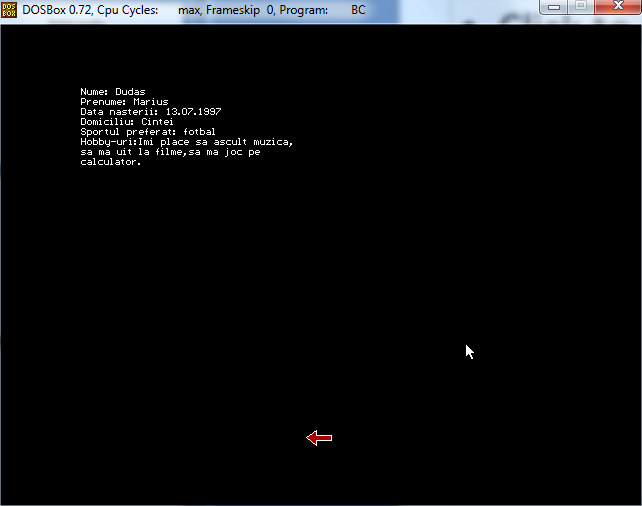 DOS
BOX
DOSBox 0.72, Cpu Cycles: max, Frameskip 0, Program: BC
Nume: Dudas
Prenume: Marius
Data nasterii: 13.07.1997
Domiciliu: Cintei
Sportul preferat: fotbal
Hobby-uri:Imi place sa ascult muzica,
sa ma uit la filme,sa ma joc pe
calculator.